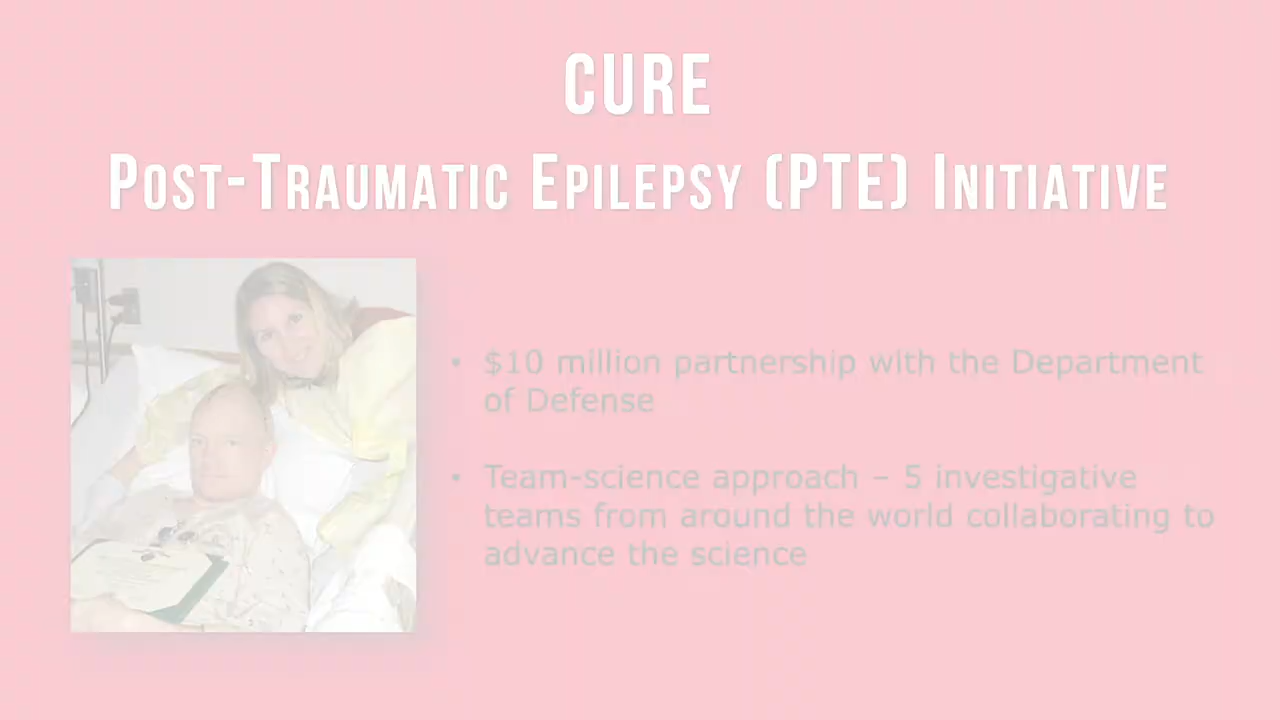 CURE
Post-Traumatic Epilepsy (PTE) Initiative
• $10 million partnership with the Department
of Defense
• Team-science approach – 5 investigative
teams from around the world collaborating to
advance the science